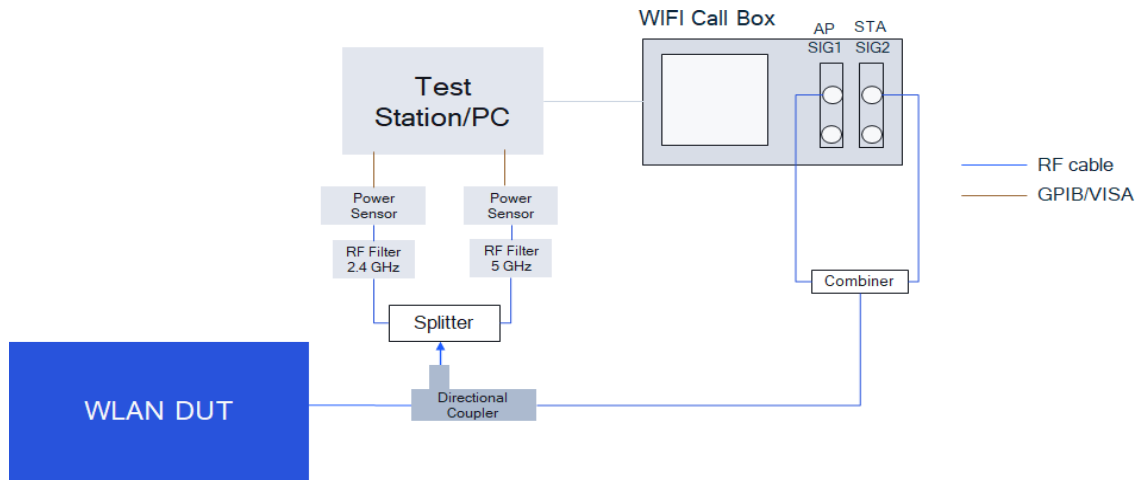 WIFI Call Box
AP
STA
SIG1
SIG2
Test
Station/PC
RF cable
GPIB/VISA
Power
Sensor
Power
Sensor
RF Filter
2.4 GHz
RF Filter
5 GHz
Combiner
Splitter
WLAN DUT
Directional
Coupler